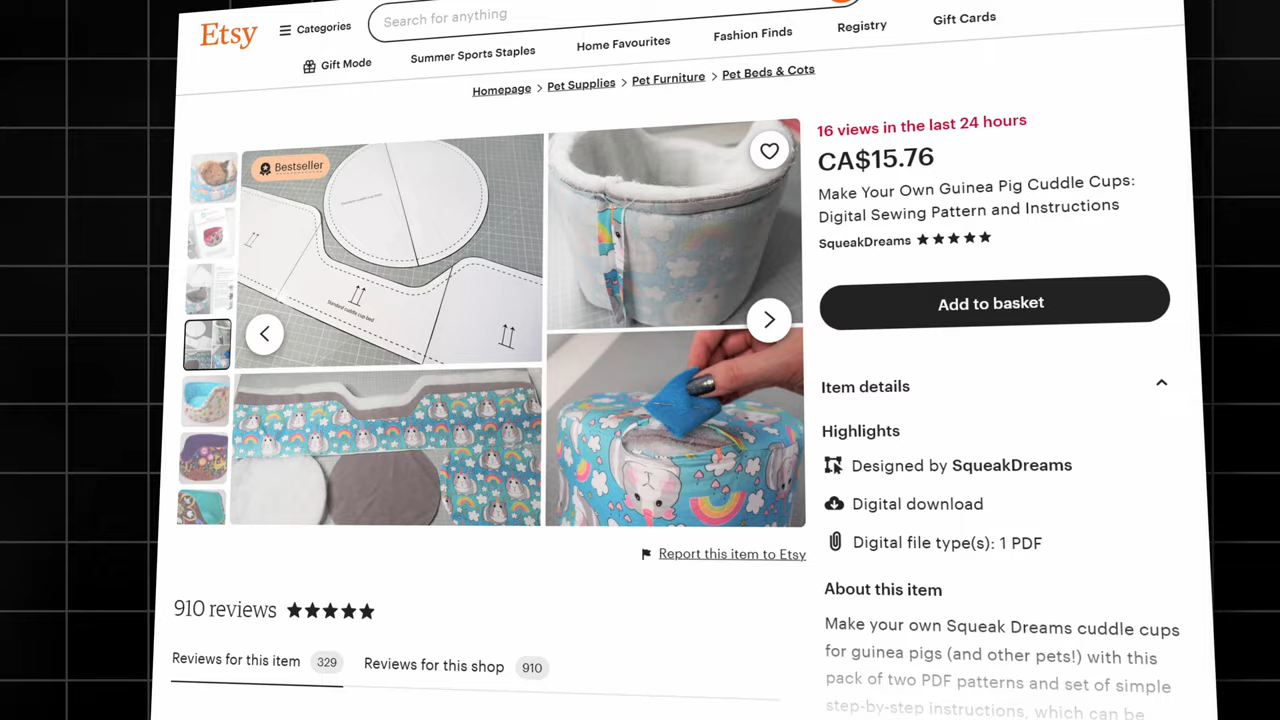 Etsy
Categories
Search for anything
Gift Mode
Summer Sports Staples
Home Favourites
Fashion Finds
Registry
Gift Cards
Homepage > Pet Supplies > Pet Furniture > Pet Beds & Cots
Bestseller
Standard cuddle cup bed
16 views in the last 24 hours
CA$15.76
Make Your Own Guinea Pig Cuddle Cups:
Digital Sewing Pattern and Instructions
SqueakDreams
Add to basket
Item details
Highlights
Designed by SqueakDreams
Digital download
Digital file type(s): 1 PDF
Report this item to Etsy
About this item
Make your own Squeak Dreams cuddle cups
for guinea pigs (and other pets!) with this
pack of two PDF patterns and set of simple
step-by-step instructions, which can be
910 reviews
Reviews for this item 329
Reviews for this shop 910